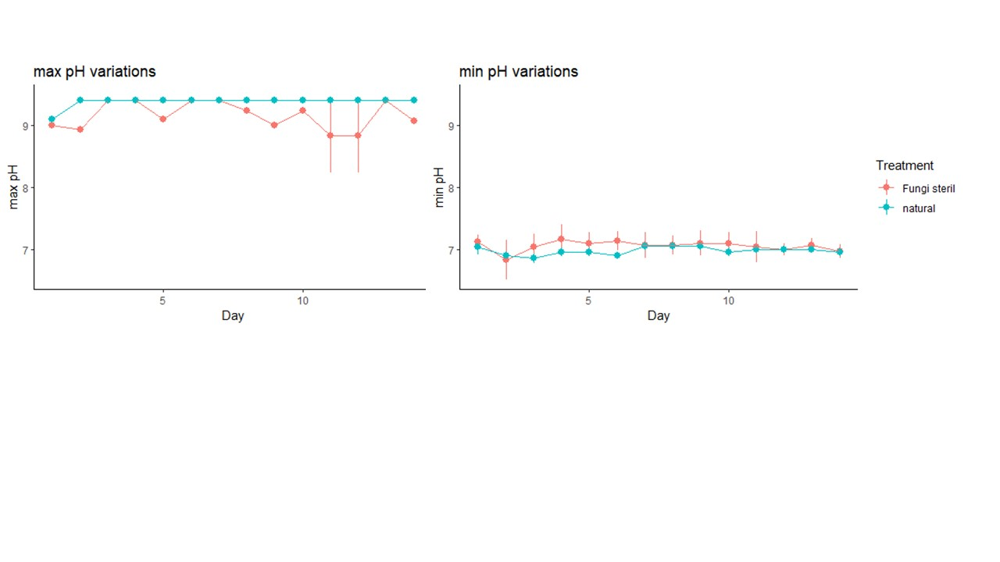 max pH variations
min pH variations
max pH
9
8
7
5
10
Day
min pH
9
8
7
5
10
Day
Treatment
Fungi steril
natural